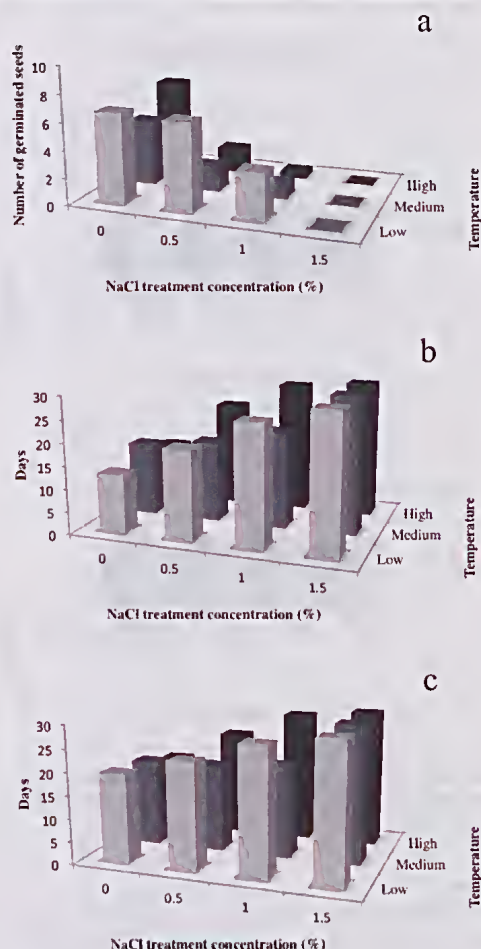 a
10
8
6
4
2
0
Number of germinated seeds
0
0.5
1
1.5
High
Medium
Low
Temperature
NaCl treatment concentration (%)
b
30
25
20
15
10
5
0
Days
0
0.5
1
1.5
High
Medium
Low
Temperature
NaCl treatment concentration (%)
c
30
25
20
15
10
5
0
Days
0
0.5
1
1.5
High
Medium
Low
Temperature
NaCl treatment concentration (%)